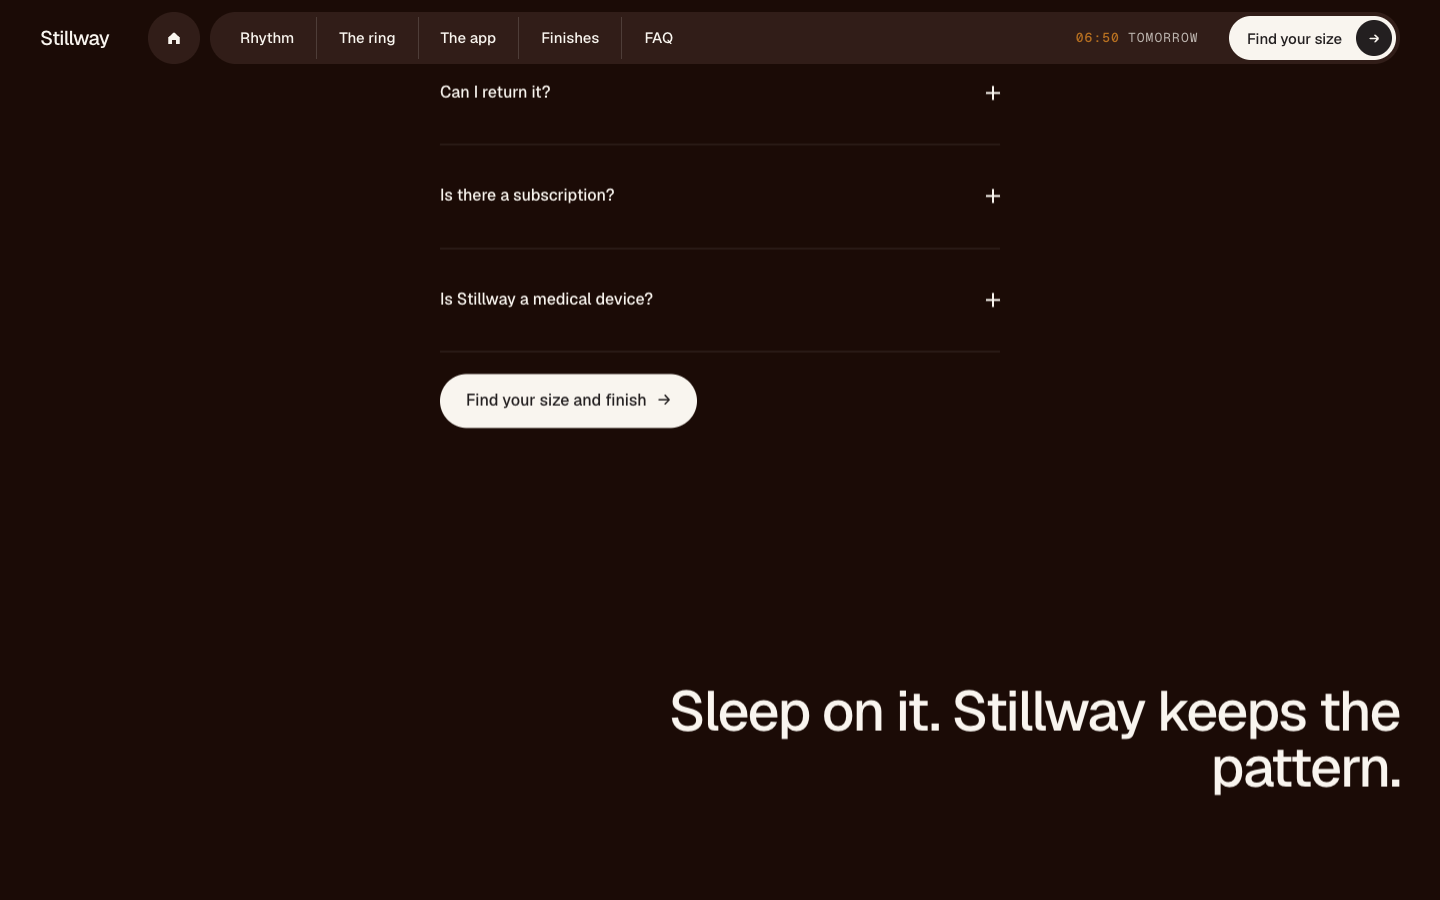 Stillway
Rhythm
The ring
The app
Finishes
FAQ
06:50 TOMORROW
Find your size
Can I return it?
Is there a subscription?
Is Stillway a medical device?
Find your size and finish
Sleep on it. Stillway keeps the
pattern.